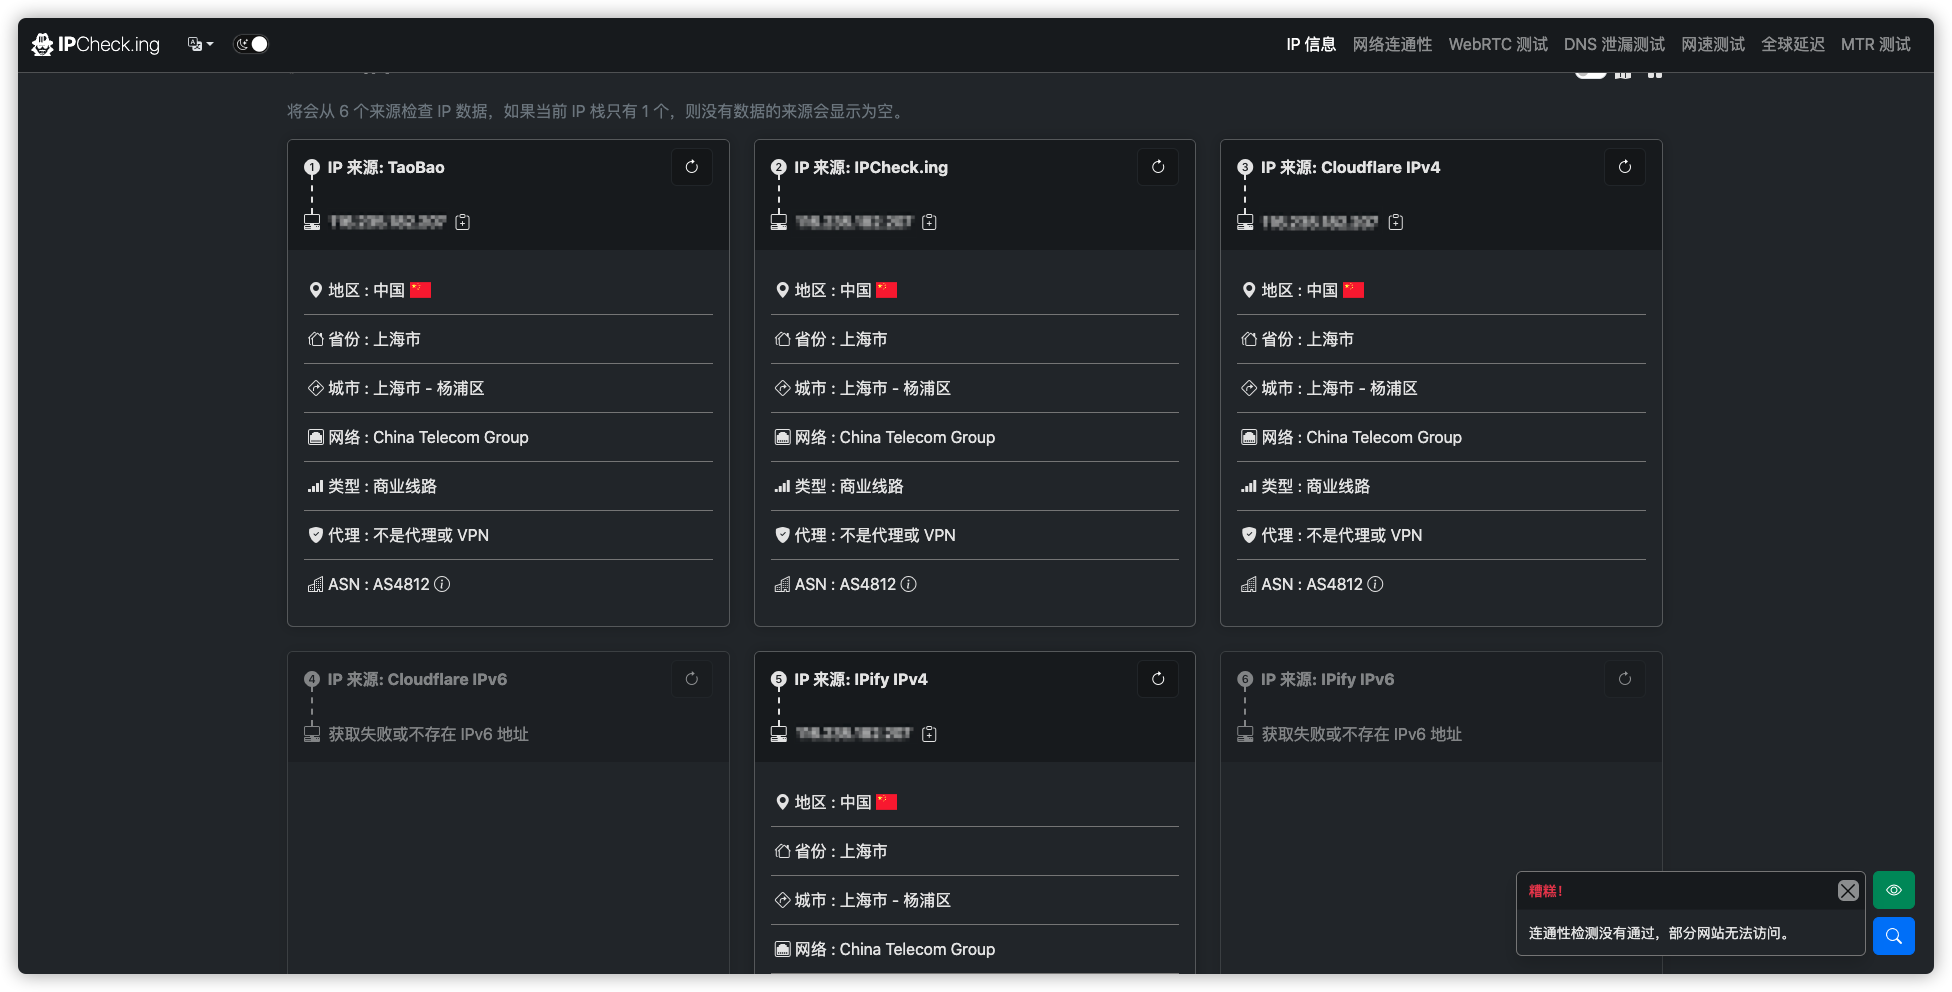 IPCheck.ing
IP 信息 网络连通性 WebRTC 测试 DNS 泄漏测试 网速测试 全球延迟 MTR 测试
将会从 6 个来源检查 IP 数据，如果当前 IP 栈只有 1 个，则没有数据的来源会显示为空。
1 IP 来源: TaoBao
地区 : 中国
省份 : 上海市
城市 : 上海市 - 杨浦区
网络 : China Telecom Group
类型 : 商业线路
代理 : 不是代理或 VPN
ASN : AS4812
2 IP 来源: IPCheck.ing
地区 : 中国
省份 : 上海市
城市 : 上海市 - 杨浦区
网络 : China Telecom Group
类型 : 商业线路
代理 : 不是代理或 VPN
ASN : AS4812
3 IP 来源: Cloudflare IPv4
地区 : 中国
省份 : 上海市
城市 : 上海市 - 杨浦区
网络 : China Telecom Group
类型 : 商业线路
代理 : 不是代理或 VPN
ASN : AS4812
4 IP 来源: Cloudflare IPv6
获取失败或不存在 IPv6 地址
5 IP 来源: IPify IPv4
地区 : 中国
省份 : 上海市
城市 : 上海市 - 杨浦区
网络 : China Telecom Group
6 IP 来源: IPify IPv6
获取失败或不存在 IPv6 地址
糟糕！
连通性检测没有通过，部分网站无法访问。